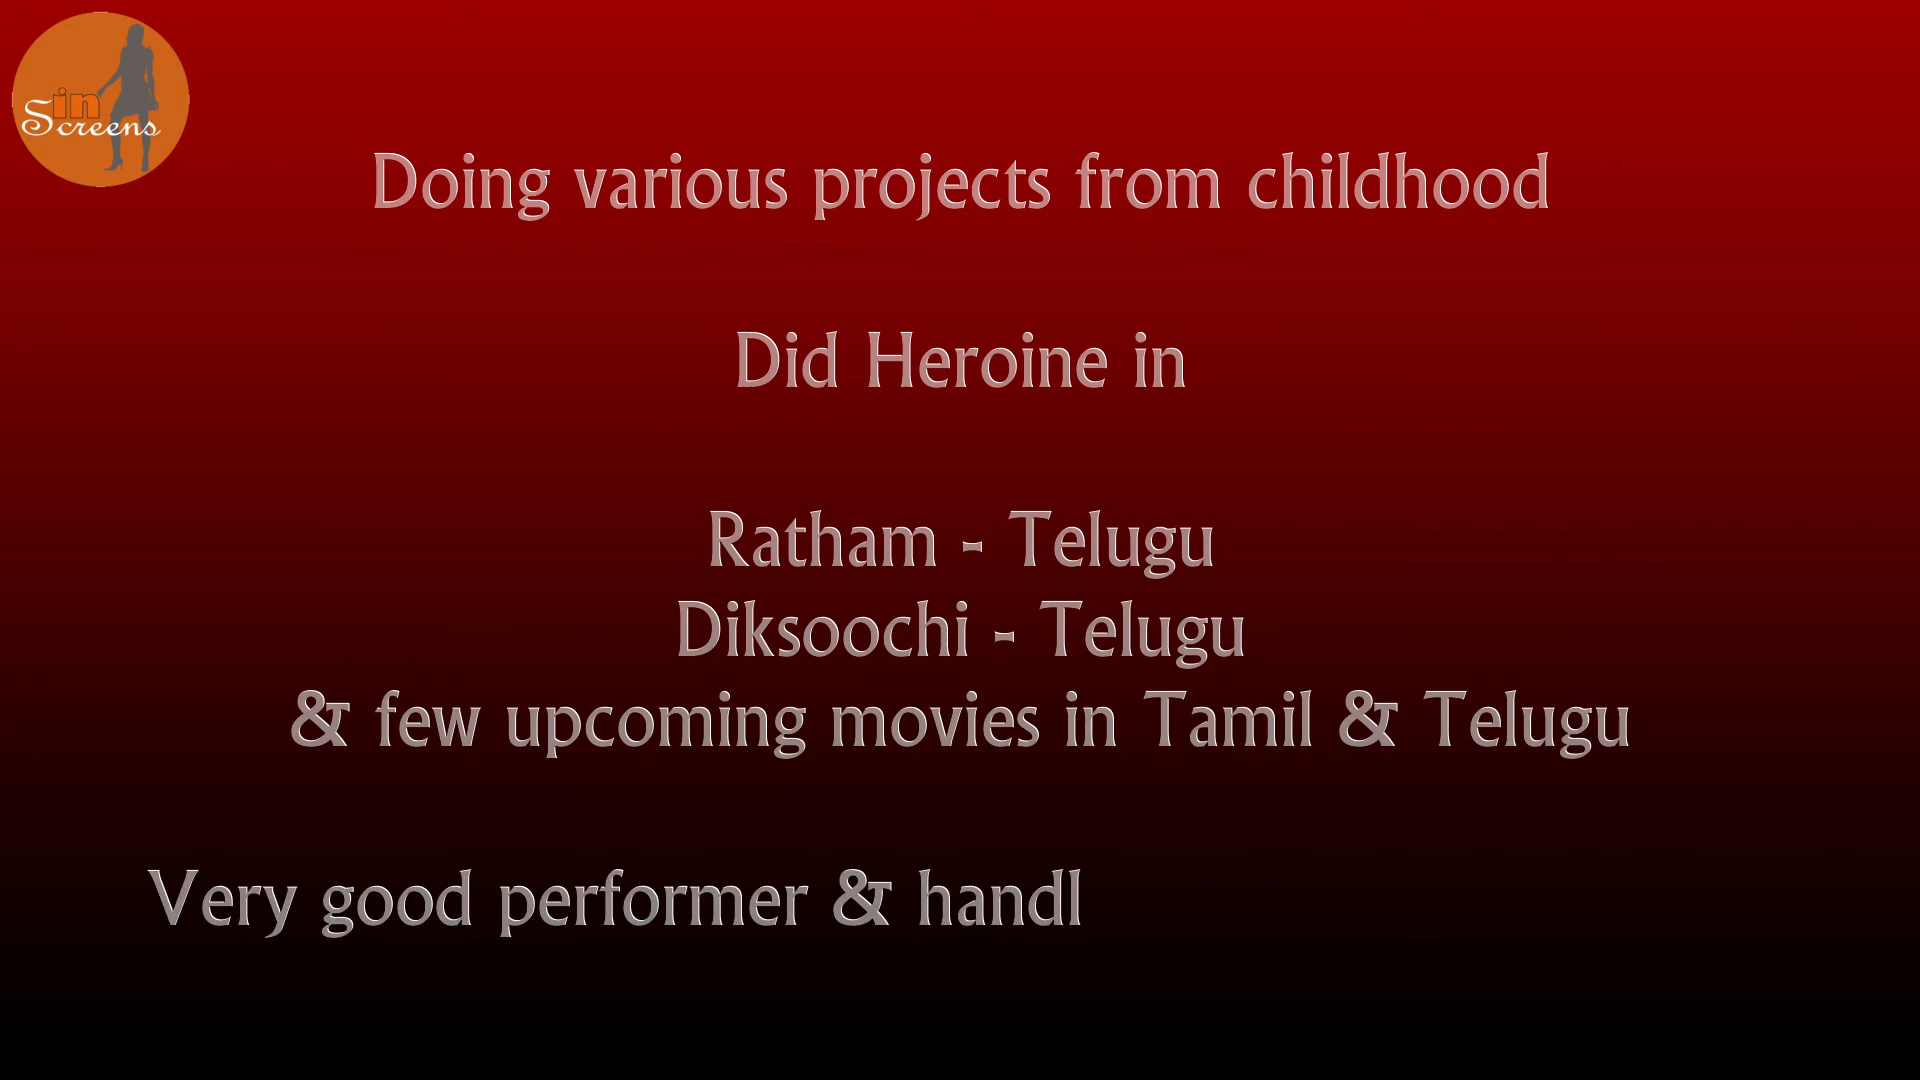 in
Screens
Doing various projects from childhood
Did Heroine in
Ratham - Telugu
Diksoochi - Telugu
& few upcoming movies in Tamil & Telugu
Very good performer & handl